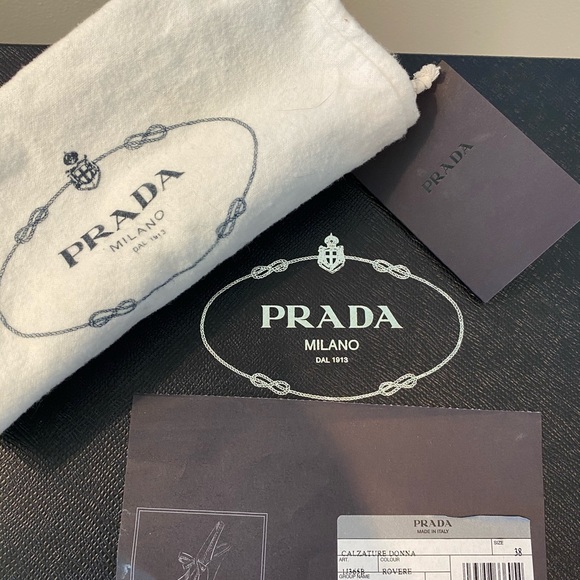 PRADA
MILANO
DAL 1913
PRADA
PRADA
MILANO
DAL 1913
PRADA
MADE IN ITALY
SIZE
CALZATURE DONNA
38
ART.
COLOUR
ROVERE
GROUP NAME